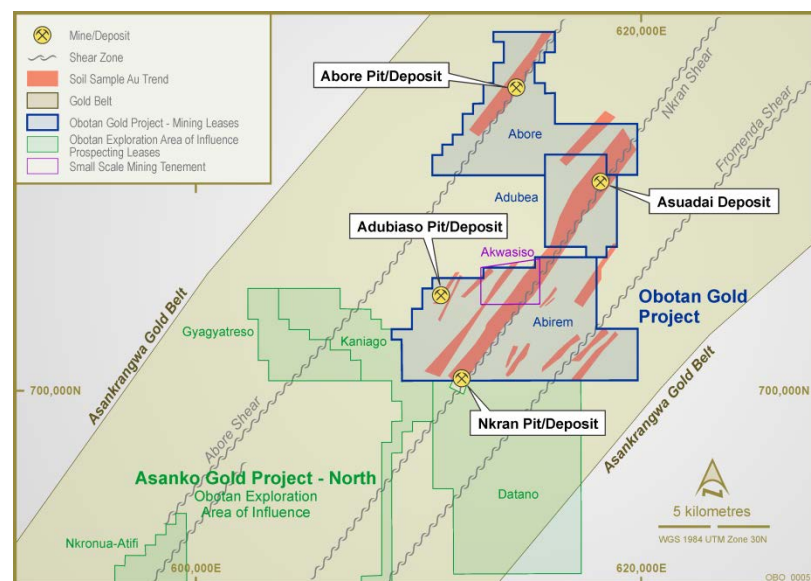 Mine/Deposit
Shear Zone
Soil Sample Au Trend
Gold Belt
Obotan Gold Project - Mining Leases
Obotan Exploration Area of Influence
Prospecting Leases
Small Scale Mining Tenement
620,000E
Abore Pit/Deposit
Nkran Shear
Fromenda Shear
Abore
Adubea
Asuadai Deposit
Adubiaso Pit/Deposit
Akwasiso
Obotan Gold
Project
Abirem
Gyagyatreso
Kaniago
Asankrangwa Gold Belt
700,000N
700,000N
Nkran Pit/Deposit
Asankrangwa Gold Belt
Abore Shear
Asanko Gold Project - North
Obotan Exploration
Area of Influence
Datano
N
5 kilometres
WGS 1984 UTM Zone 30N
Nkronua-Atifi
600,000E
620,000E